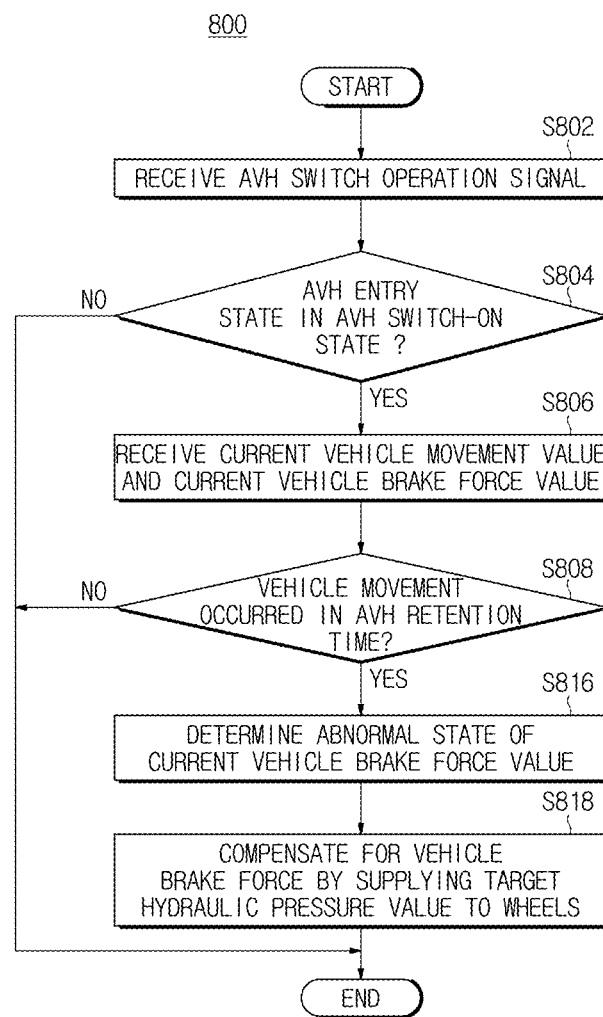 800
START
S802
RECEIVE AVH SWITCH OPERATION SIGNAL
S804
NO
AVH ENTRY
STATE IN AVH SWITCH-ON
STATE ?
YES
S806
RECEIVE CURRENT VEHICLE MOVEMENT VALUE
AND CURRENT VEHICLE BRAKE FORCE VALUE
S808
NO
VEHICLE MOVEMENT
OCCURRED IN AVH RETENTION
TIME?
YES
S816
DETERMINE ABNORMAL STATE OF
CURRENT VEHICLE BRAKE FORCE VALUE
S818
COMPENSATE FOR VEHICLE
BRAKE FORCE BY SUPPLYING TARGET
HYDRAULIC PRESSURE VALUE TO WHEELS
END